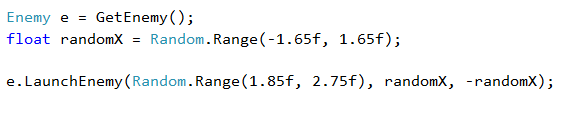 Enemy e = GetEnemy();
float randomX = Random.Range(-1.65f, 1.65f);
e.LaunchEnemy(Random.Range(1.85f, 2.75f), randomX, -randomX);